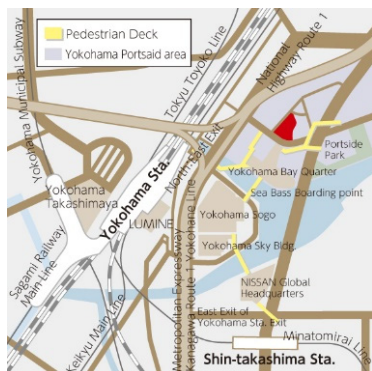 Pedestrian Deck
Yokohama Portsaid area
Yokohama Municipal Subway
Tokyu Toyoko Line
National
Highway Route 1
North-East Exit
Portside
Park
Yokohama Bay Quarter
Yokohama
Takashimaya
Yokohama Sta.
Sea Bass Boarding point
LUMINE
Yokohama Sogo
Sagami Railway
Main Line
Yokohama Sky Bldg.
Keikyu Main Line
Metropolitan Expressway
Kanagawa Route 1 Yokohane Line
NISSAN Global
Headquarters
East Exit of
Yokohama Sta. Exit
Minatomirai Line
Shin-takashima Sta.